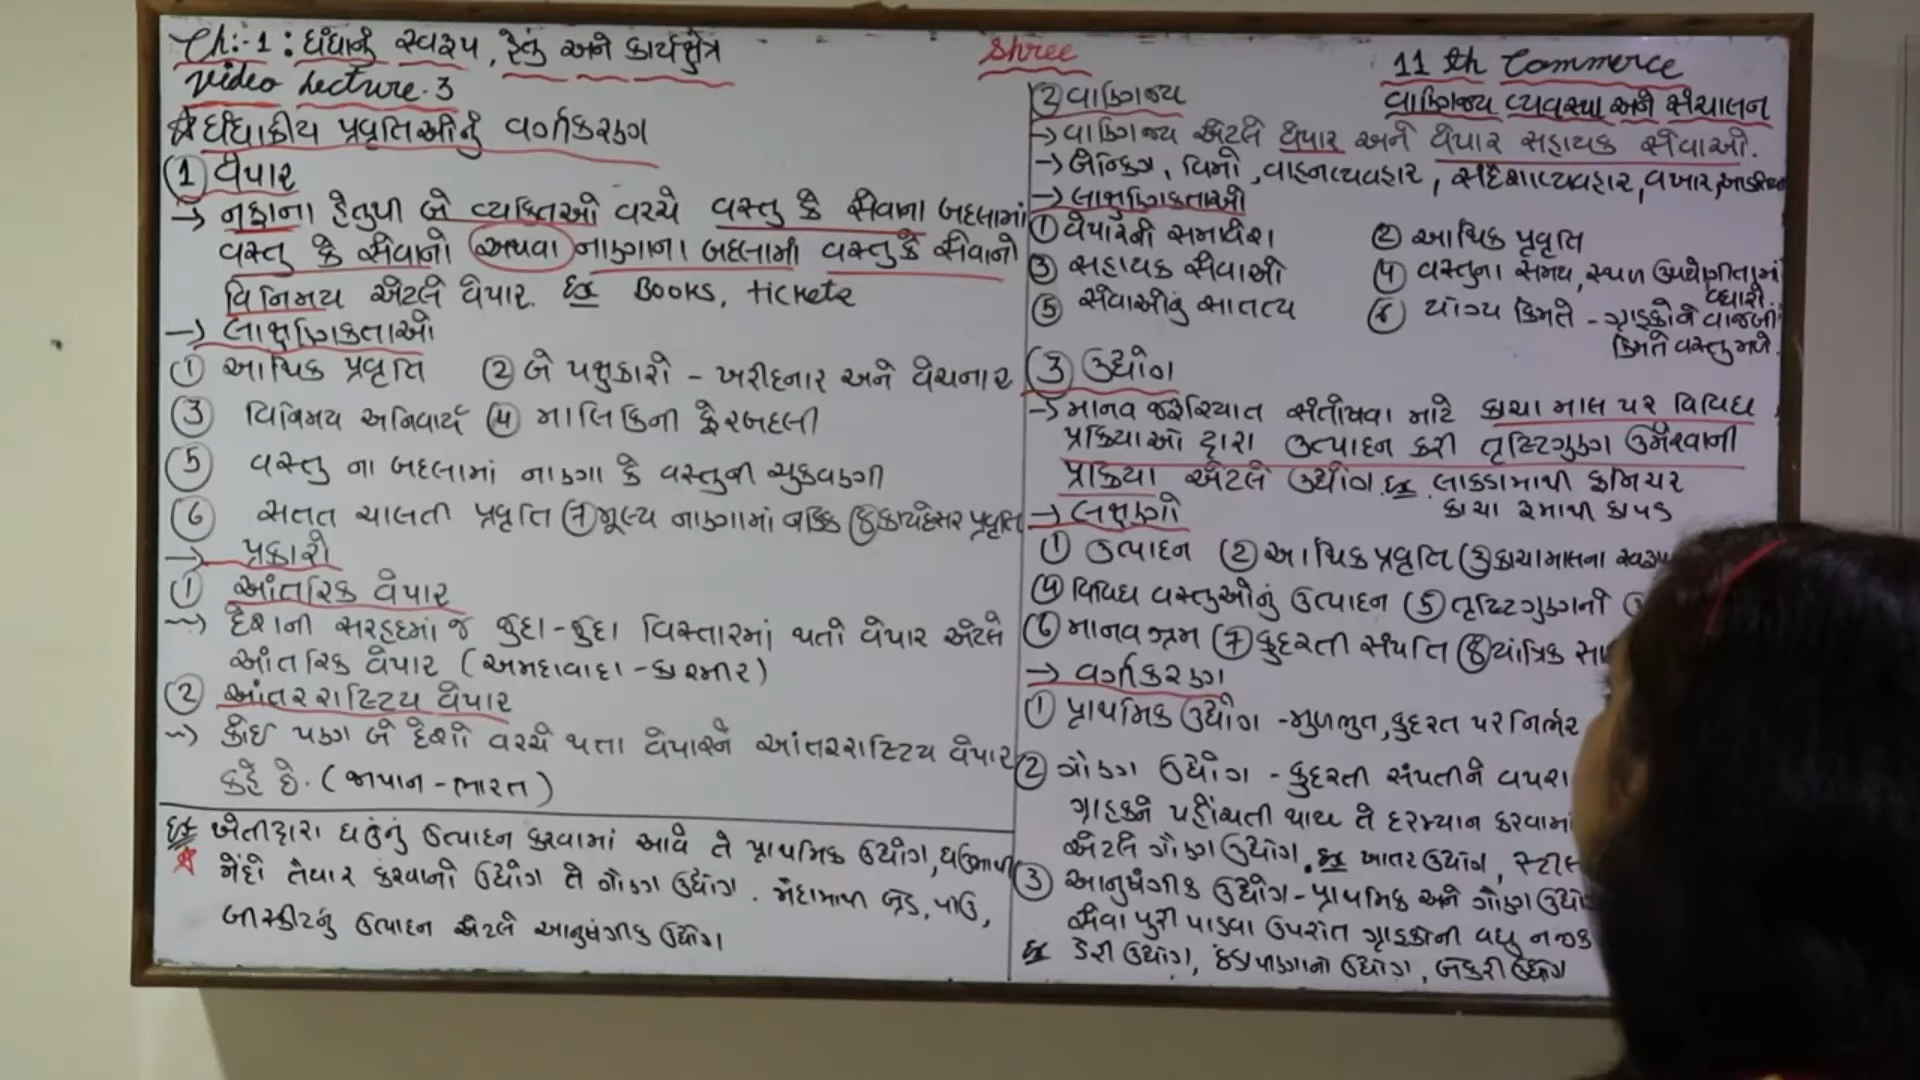 Ch:-1 : ધંધાનું સ્વરૂપ, હેતુ અને કાર્યક્ષેત્ર
Video Lecture-3
☆ ધંધાકીય પ્રવૃતિઓનું વર્ગીકરણ
① વેપાર
→ નફાના હેતુથી બે વ્યક્તિઓ વચ્ચે વસ્તુ કે સેવાના બદલામાં
વસ્તુ કે સેવાનો અથવા નાણાના બદલામાં વસ્તુ કે સેવાનો
વિનિમય એટલે વેપાર. Ex Books, tickets
→ લાક્ષણિકતાઓ
① આર્થિક પ્રવૃતિ ② બે પક્ષકારો - ખરીદનાર અને વેચનાર
③ વિનિમય અનિવાર્ય ④ માલિકિની ફેરબદલી
⑤ વસ્તુ ના બદલામાં નાણા કે વસ્તુની ચુકવણી
⑥ સતત ચાલતી પ્રવૃતિ ⑦ મૂલ્ય નાણામાં નક્કિ ⑧ કાયદેસર પ્રવૃતિ
→ પ્રકારો
① આંતરિક વેપાર
→ દેશની સરહદમાં જ જુદા-જુદા વિસ્તારમાં થતો વેપાર એટલે
આંતરિક વેપાર (અમદાવાદ - કાશ્મીર)
② આંતરરાષ્ટ્રિય વેપાર
→ કોઈ પણ બે દેશો વચ્ચે થતા વેપારને આંતરરાષ્ટ્રિય વેપાર
કહે છે. (જાપાન - ભારત)
Ex ખેતીદ્વારા ઘઉંનું ઉત્પાદન કરવામાં આવે તે પ્રાથમિક ઉદ્યોગ, ઘઉંમાથી
☆ મેંદો તૈયાર કરવાનો ઉદ્યોગ તે ગૌણ ઉદ્યોગ. મેંદામાથી બ્રેડ, પાઉં,
બીસ્કીટનું ઉત્પાદન એટલે આનુષંગીક ઉદ્યોગ
Shree
11 th Commerce
વાણિજ્ય વ્યવસ્થા અને સંચાલન
② વાણિજ્ય
→ વાણિજ્ય એટલે વેપાર અને વેપાર સહાયક સેવાઓ.
→ બેન્કિંગ, વિમો, વાહનવ્યવહાર, સંદેશાવ્યવહાર, વખાર, આડતિયા
→ લાક્ષણિકતાઓ
① વેપારનો સમાવેશ ② આર્થિક પ્રવૃતિ
③ સહાયક સેવાઓ ④ વસ્તુના સમય, સ્થળ ઉપયોગીતામાં
વધારો.
⑤ સેવાઓનું સાતત્ય ⑥ યોગ્ય કિંમતે - ગ્રાહકોને વાજબી
કિંમતે વસ્તુ મળે.
③ ઉદ્યોગ
→ માનવ જરૂરિયાત સંતોષવા માટે કાચા માલ પર વિવિધ
પ્રક્રિયાઓ દ્વારા ઉત્પાદન કરી તૃષ્ટિગુણ ઉમેરવાની
પ્રક્રિયા એટલે ઉદ્યોગ. Ex. લાકડામાથી ફર્નિચર
કાચા રૂમાથી કાપડ
→ લક્ષણો
① ઉત્પાદન ② આર્થિક પ્રવૃતિ ③ કાચામાલના
④ વિવિધ વસ્તુઓનું ઉત્પાદન ⑤ તૃષ્ટિગુણની
⑥ માનવ શ્રમ ⑦ કુદરતી સંપતિ ⑧ યાંત્રિક
→ વર્ગીકરણ
① પ્રાથમિક ઉદ્યોગ - મુળભુત, કુદરત પર નિર્ભર
② ગૌણ ઉદ્યોગ - કુદરતી સંપતીને
ગ્રાહકને પહોંચતી થાય તે દરમ્યાન
એટલે ગૌણ ઉદ્યોગ. Ex ખાતર ઉદ્યોગ, સ્ટીલ
③ આનુષંગીક ઉદ્યોગ - પ્રાથમિક અને ગૌણ
સેવા પુરી પાડવા ઉપરાંત ગ્રાહકોની વધુ નજીક
Ex ડેરી ઉદ્યોગ, ઠંડાપીણાનો ઉદ્યોગ, બેકરી ઉદ્યોગ